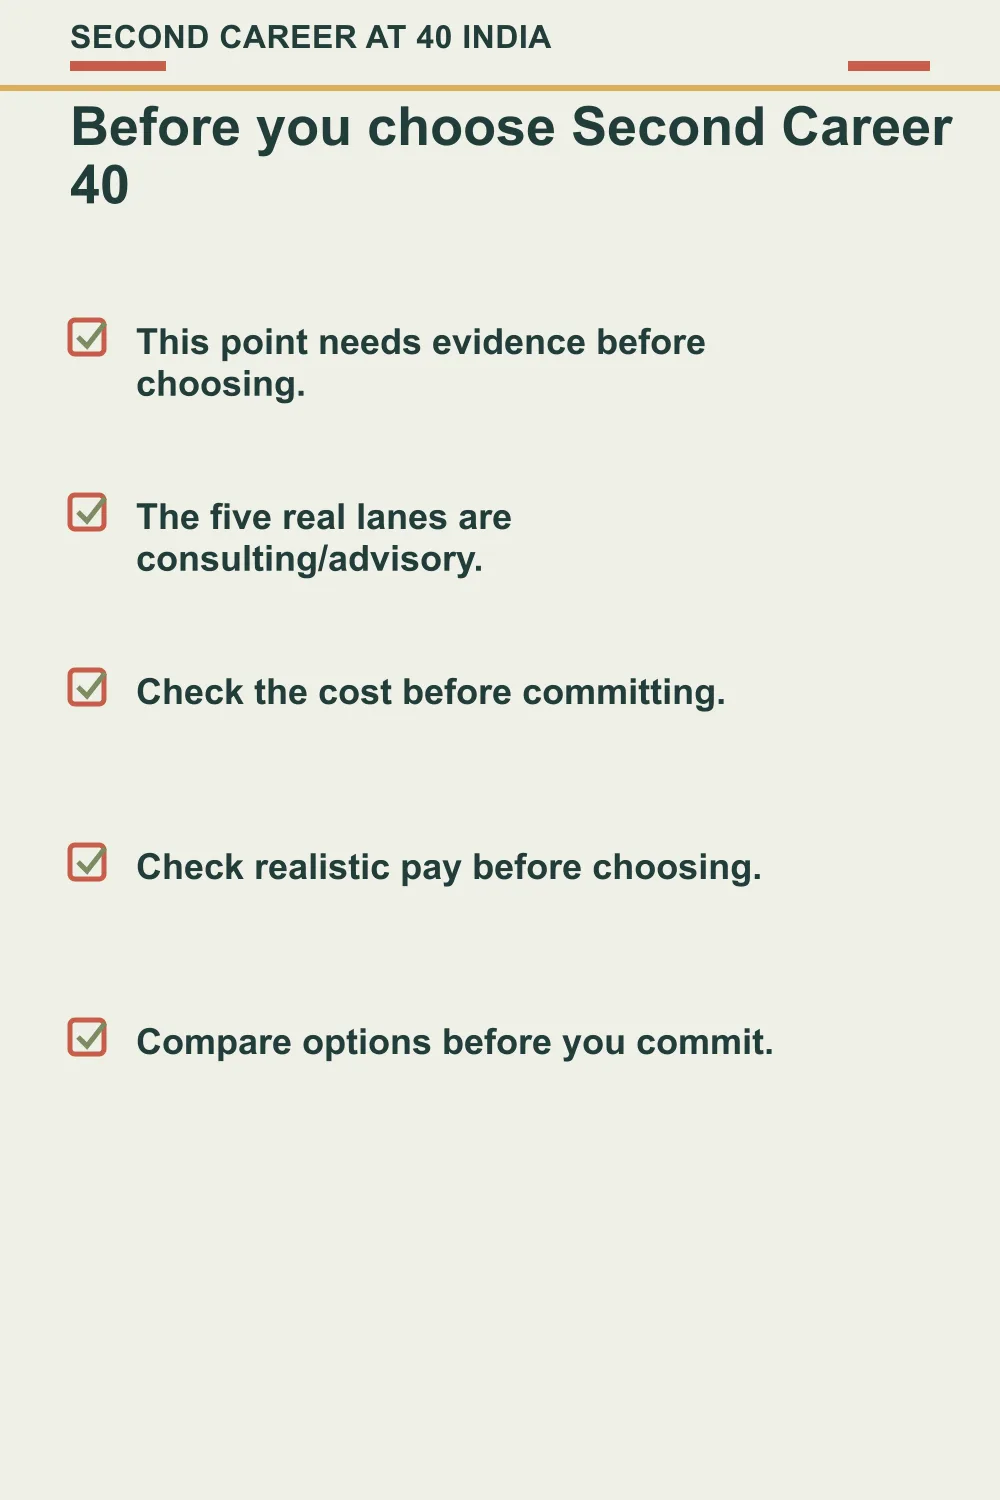 SECOND CAREER AT 40 INDIA
Before you choose Second Career
40
This point needs evidence before
choosing.
The five real lanes are
consulting/advisory.
Check the cost before committing.
Check realistic pay before choosing.
Compare options before you commit.